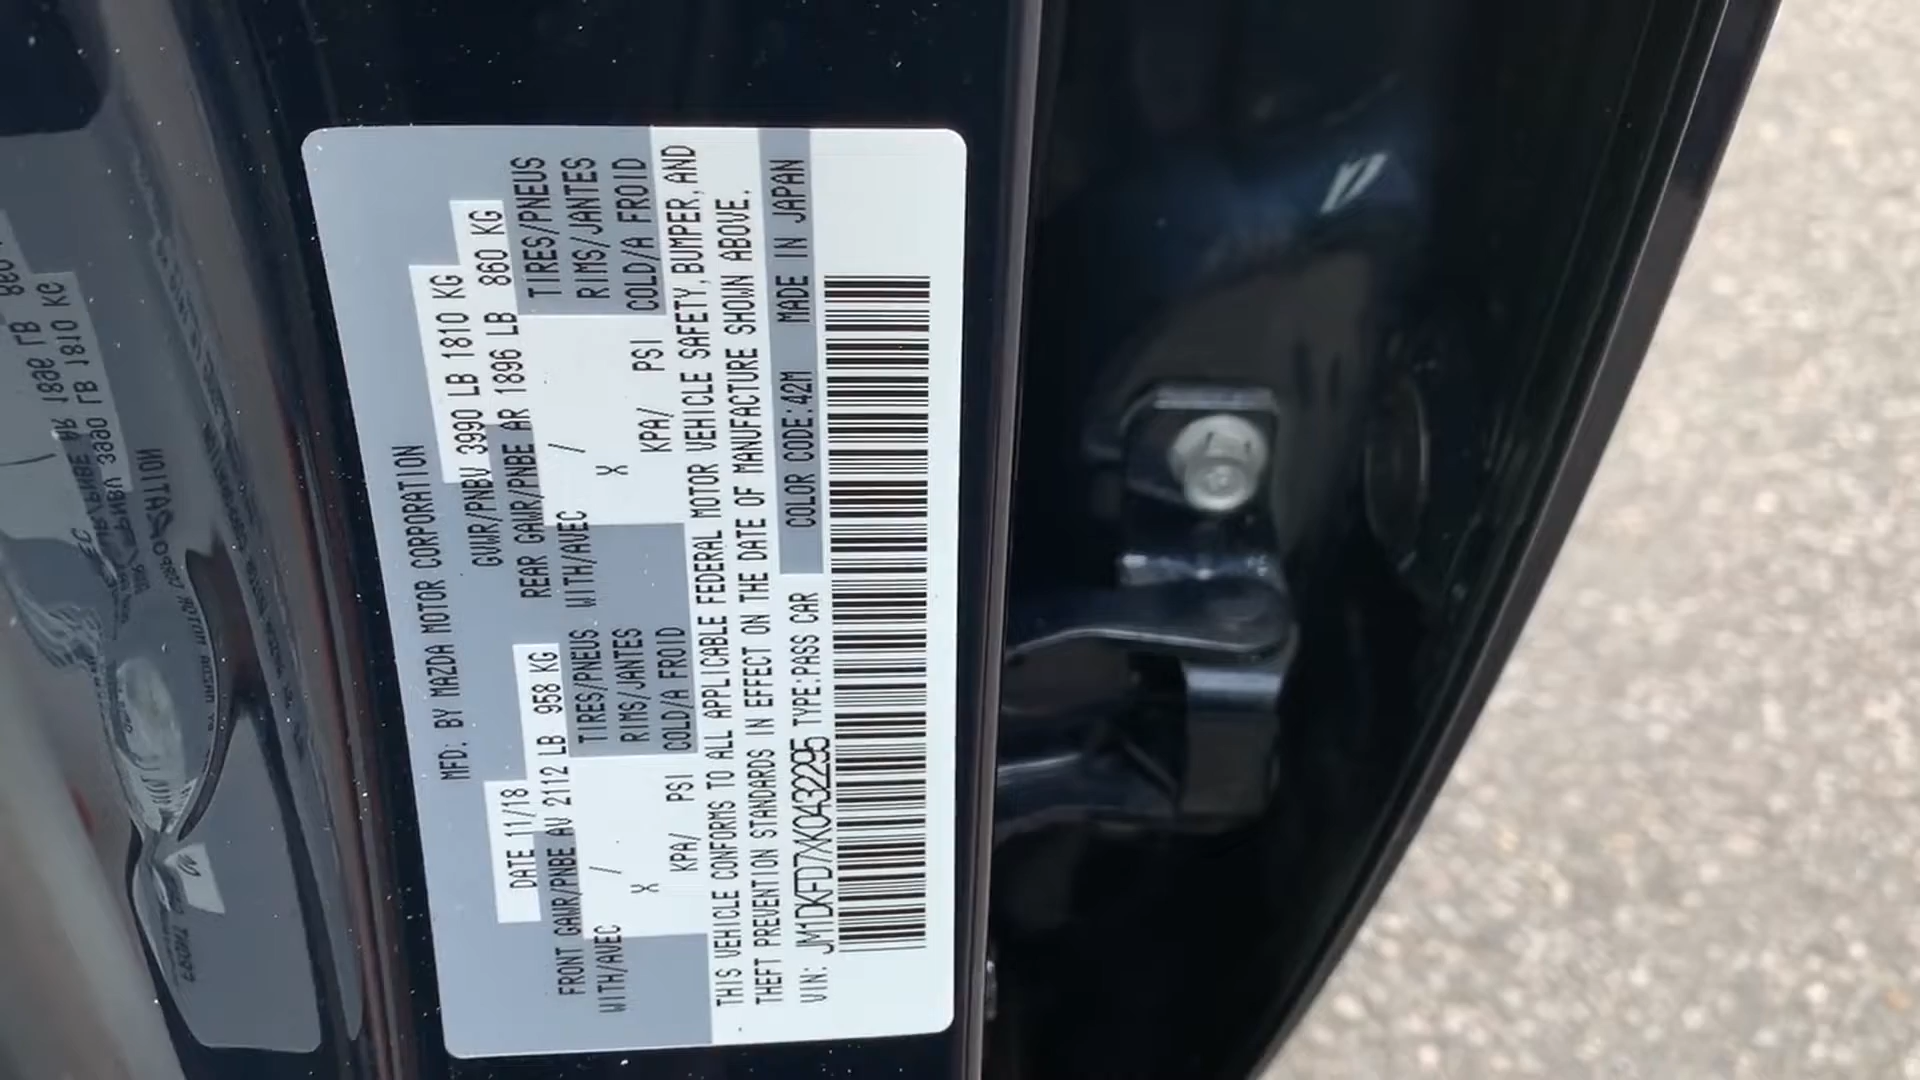 MFD. BY MAZDA MOTOR CORPORATION
DATE 11/18 GVWR/PNBV 3990 LB 1810 KG
FRONT GAWR/PNBE AV 2112 LB 958 KG REAR GAWR/PNBE AR 1896 LB 860 KG
WITH/AVEC / TIRES/PNEUS WITH/AVEC / TIRES/PNEUS
X RIMS/JANTES X RIMS/JANTES
KPA/ PSI COLD/A FROID KPA/ PSI COLD/A FROID
THIS VEHICLE CONFORMS TO ALL APPLICABLE FEDERAL MOTOR VEHICLE SAFETY,BUMPER,AND
THEFT PREVENTION STANDARDS IN EFFECT ON THE DATE OF MANUFACTURE SHOWN ABOVE.
VIN: JM1DKFD7XK0432295 TYPE:PASS CAR COLOR CODE:42M MADE IN JAPAN